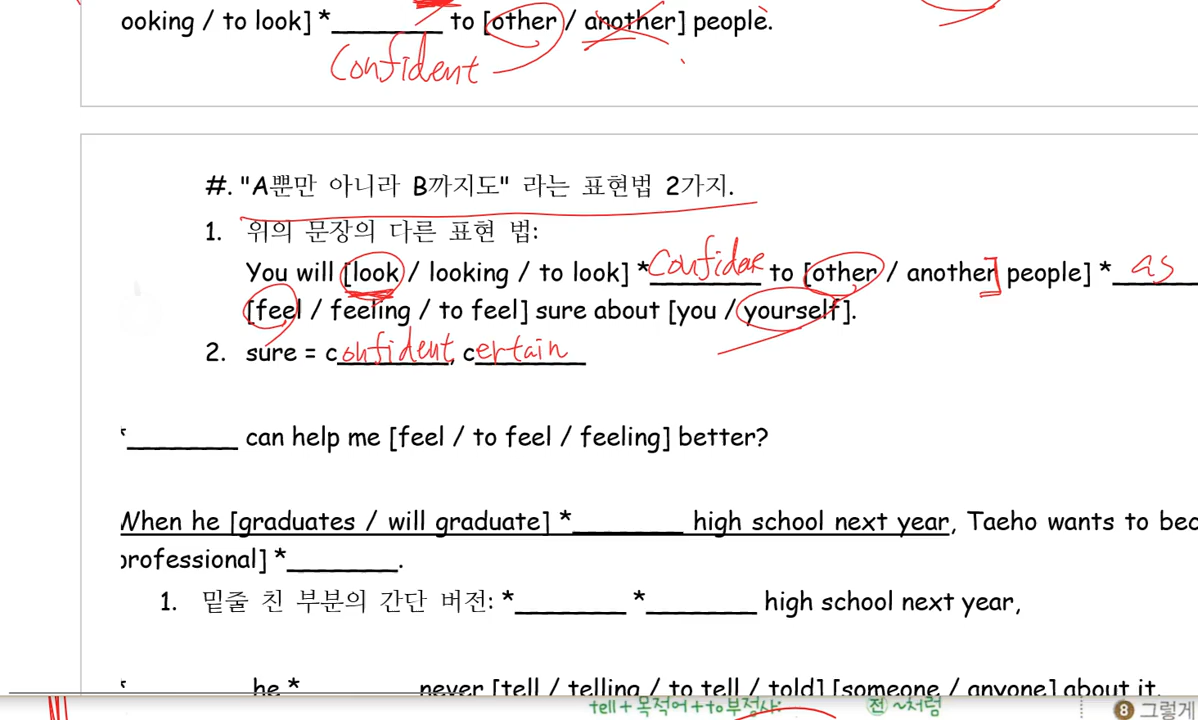 ooking / to look] *________ to [other / another] people.
Confident
#. "A뿐만 아니라 B까지도" 라는 표현법 2가지.
1. 위의 문장의 다른 표현 법:
You will [look / looking / to look] *________ to [other / another] people] * as
[feel / feeling / to feel] sure about [you / yourself].
2. sure = confident, certain
*________ can help me [feel / to feel / feeling] better?
When he [graduates / will graduate] *________ high school next year, Taeho wants to bec
professional] *________.
1. 밑줄 친 부분의 간단 버전: *________ *________ high school next year,
he *________ never [tell / telling / to tell / told] [someone / anyone] about it.
tell+목적어+to부정사: 전 ~처럼 8 그렇게